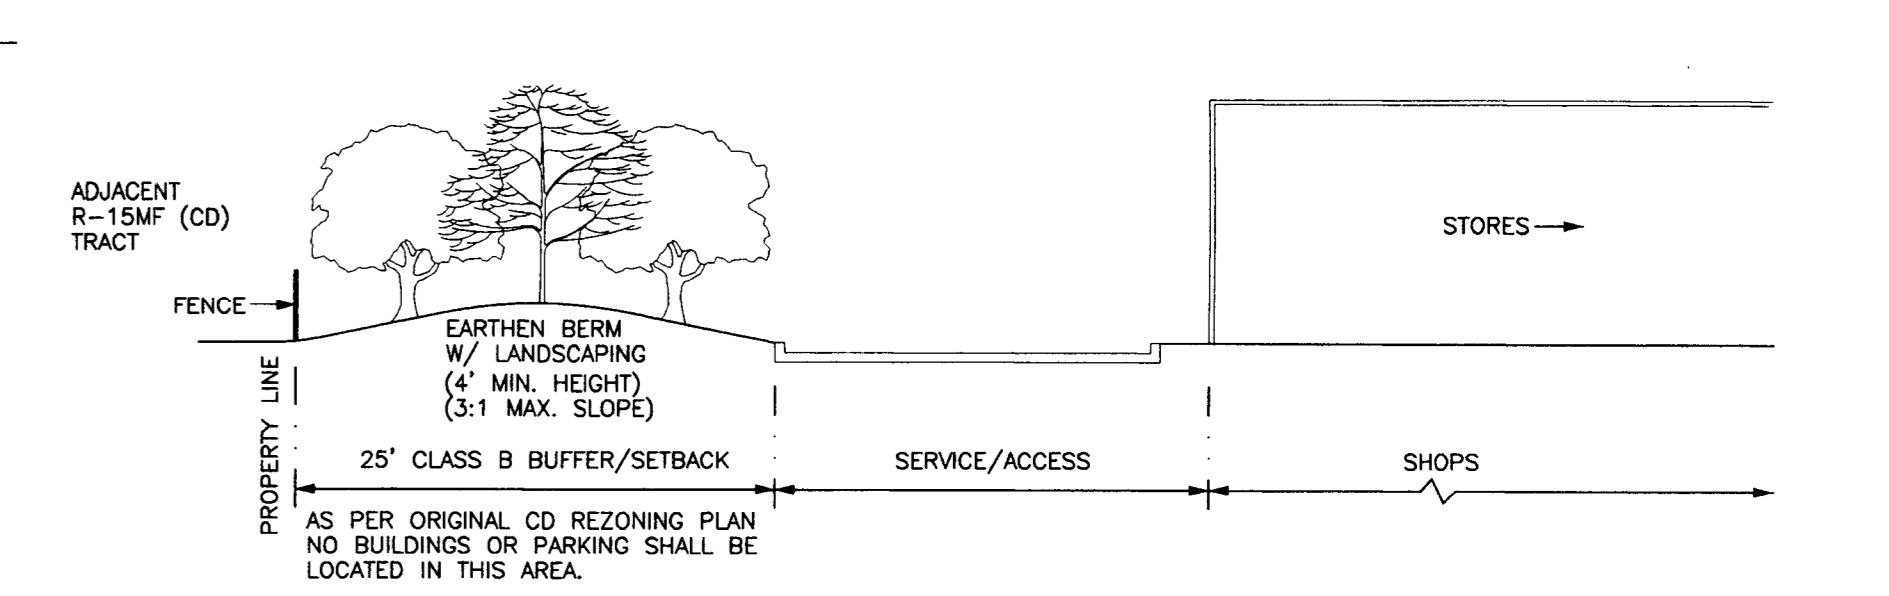 ADJACENT
R-15MF (CD)
TRACT
FENCE
STORES
EARTHEN BERM
W/ LANDSCAPING
(4' MIN. HEIGHT)
(3:1 MAX. SLOPE)
PROPERTY LINE
25' CLASS B BUFFER/SETBACK
SERVICE/ACCESS
SHOPS
AS PER ORIGINAL CD REZONING PLAN
NO BUILDINGS OR PARKING SHALL BE
LOCATED IN THIS AREA.